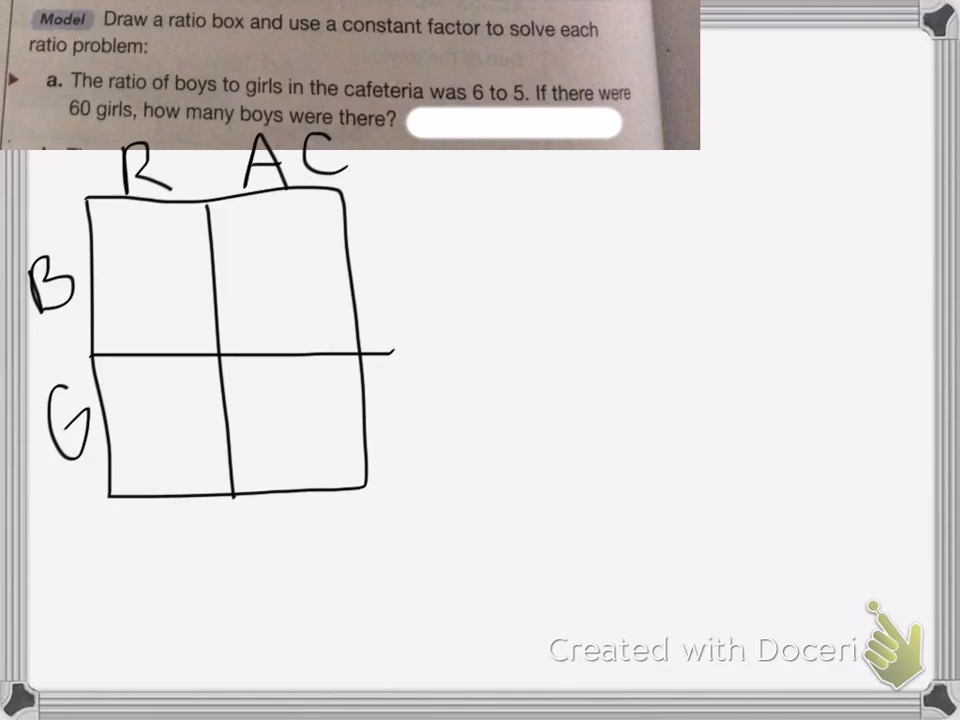 Model Draw a ratio box and use a constant factor to solve each
ratio problem:
a. The ratio of boys to girls in the cafeteria was 6 to 5. If there were
60 girls, how many boys were there?
R AC
B
G
Created with Doceri